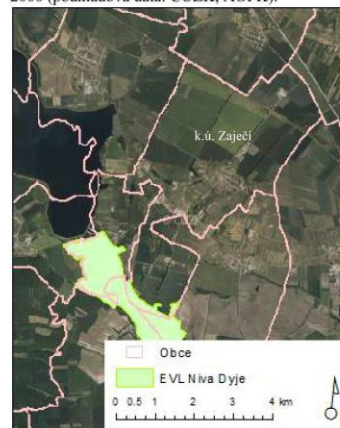 2000 (podkladová data: ČÚZK, AOPK).
k.ú. Zaječí
Obce
EVL Niva Dyje
0 0.5 1 2 3 4 km